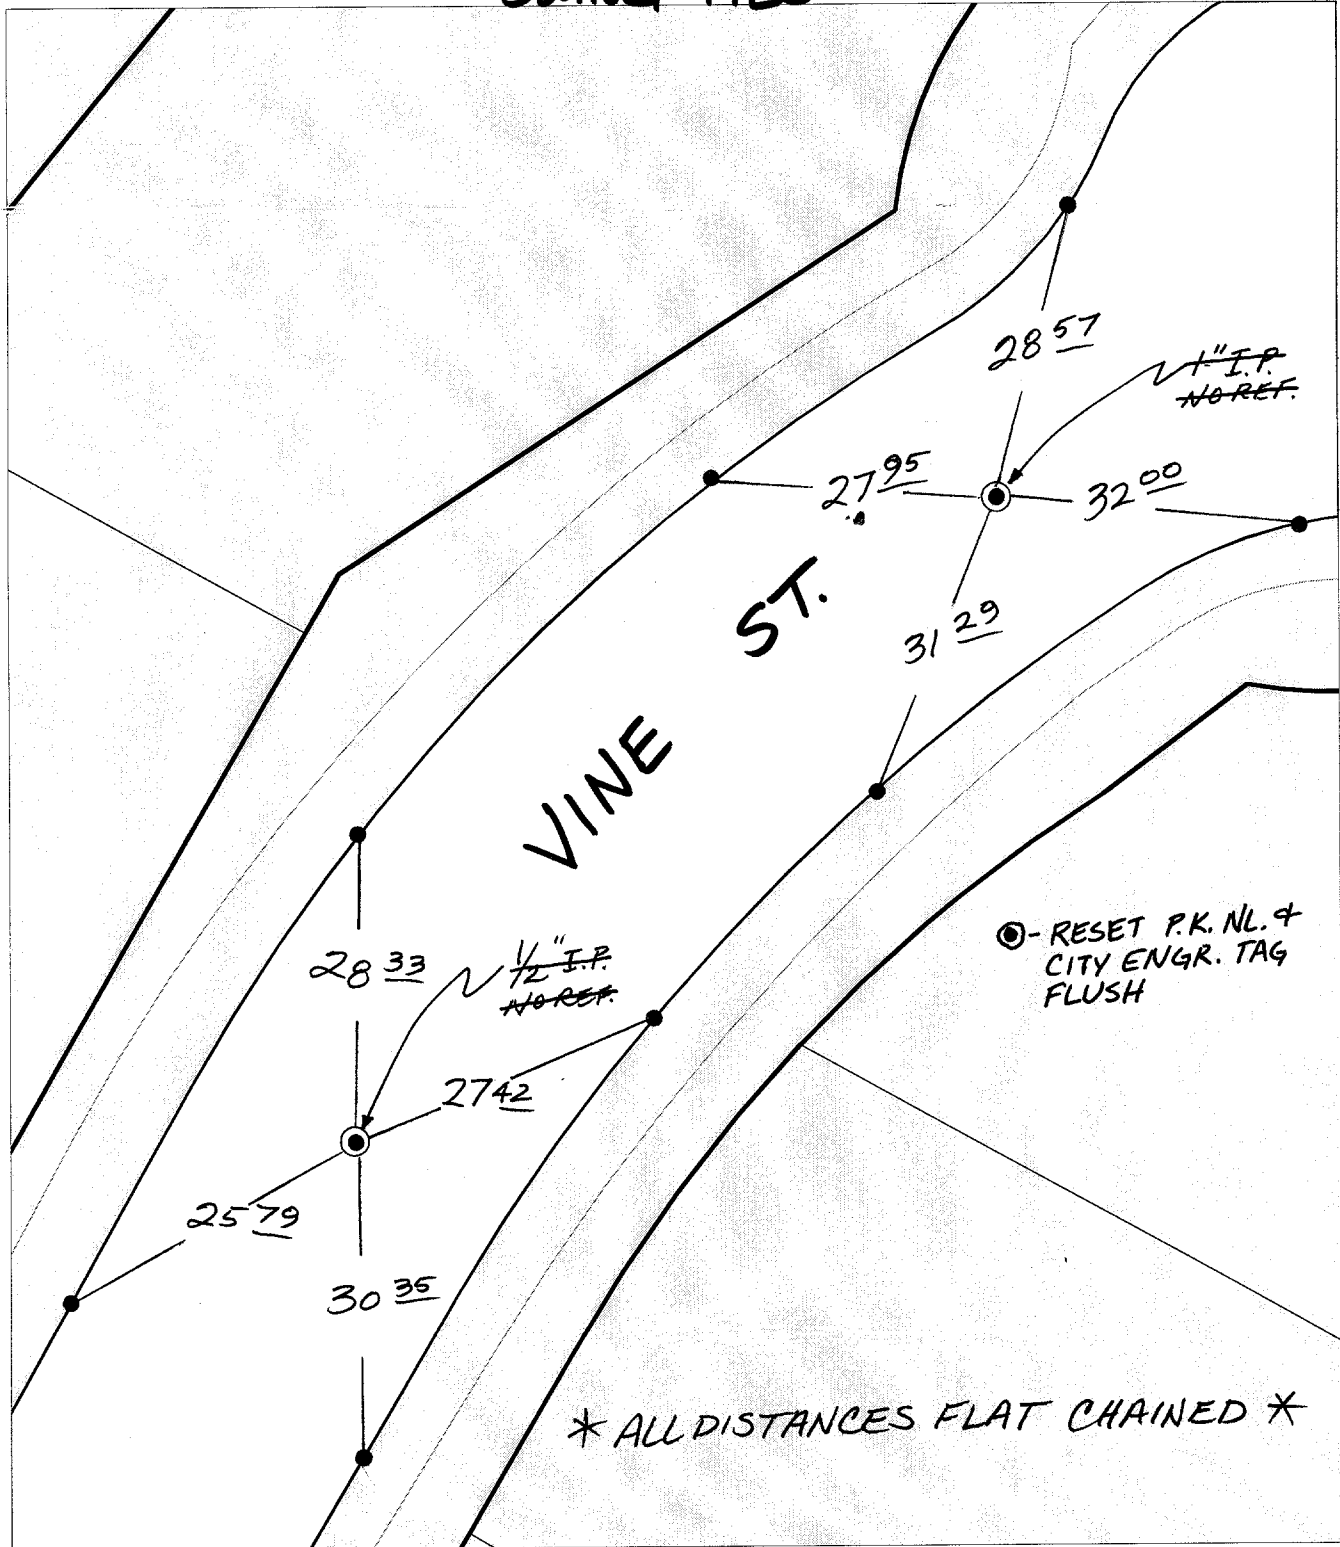 28 57
1" I.P.
NO REF.
27 95
32 00
ST.
31 29
VINE
RESET P.K. NL. &
CITY ENGR. TAG
FLUSH
28 33
1/2" I.P.
NO REF.
27 42
25 79
30 35
* ALL DISTANCES FLAT CHAINED *